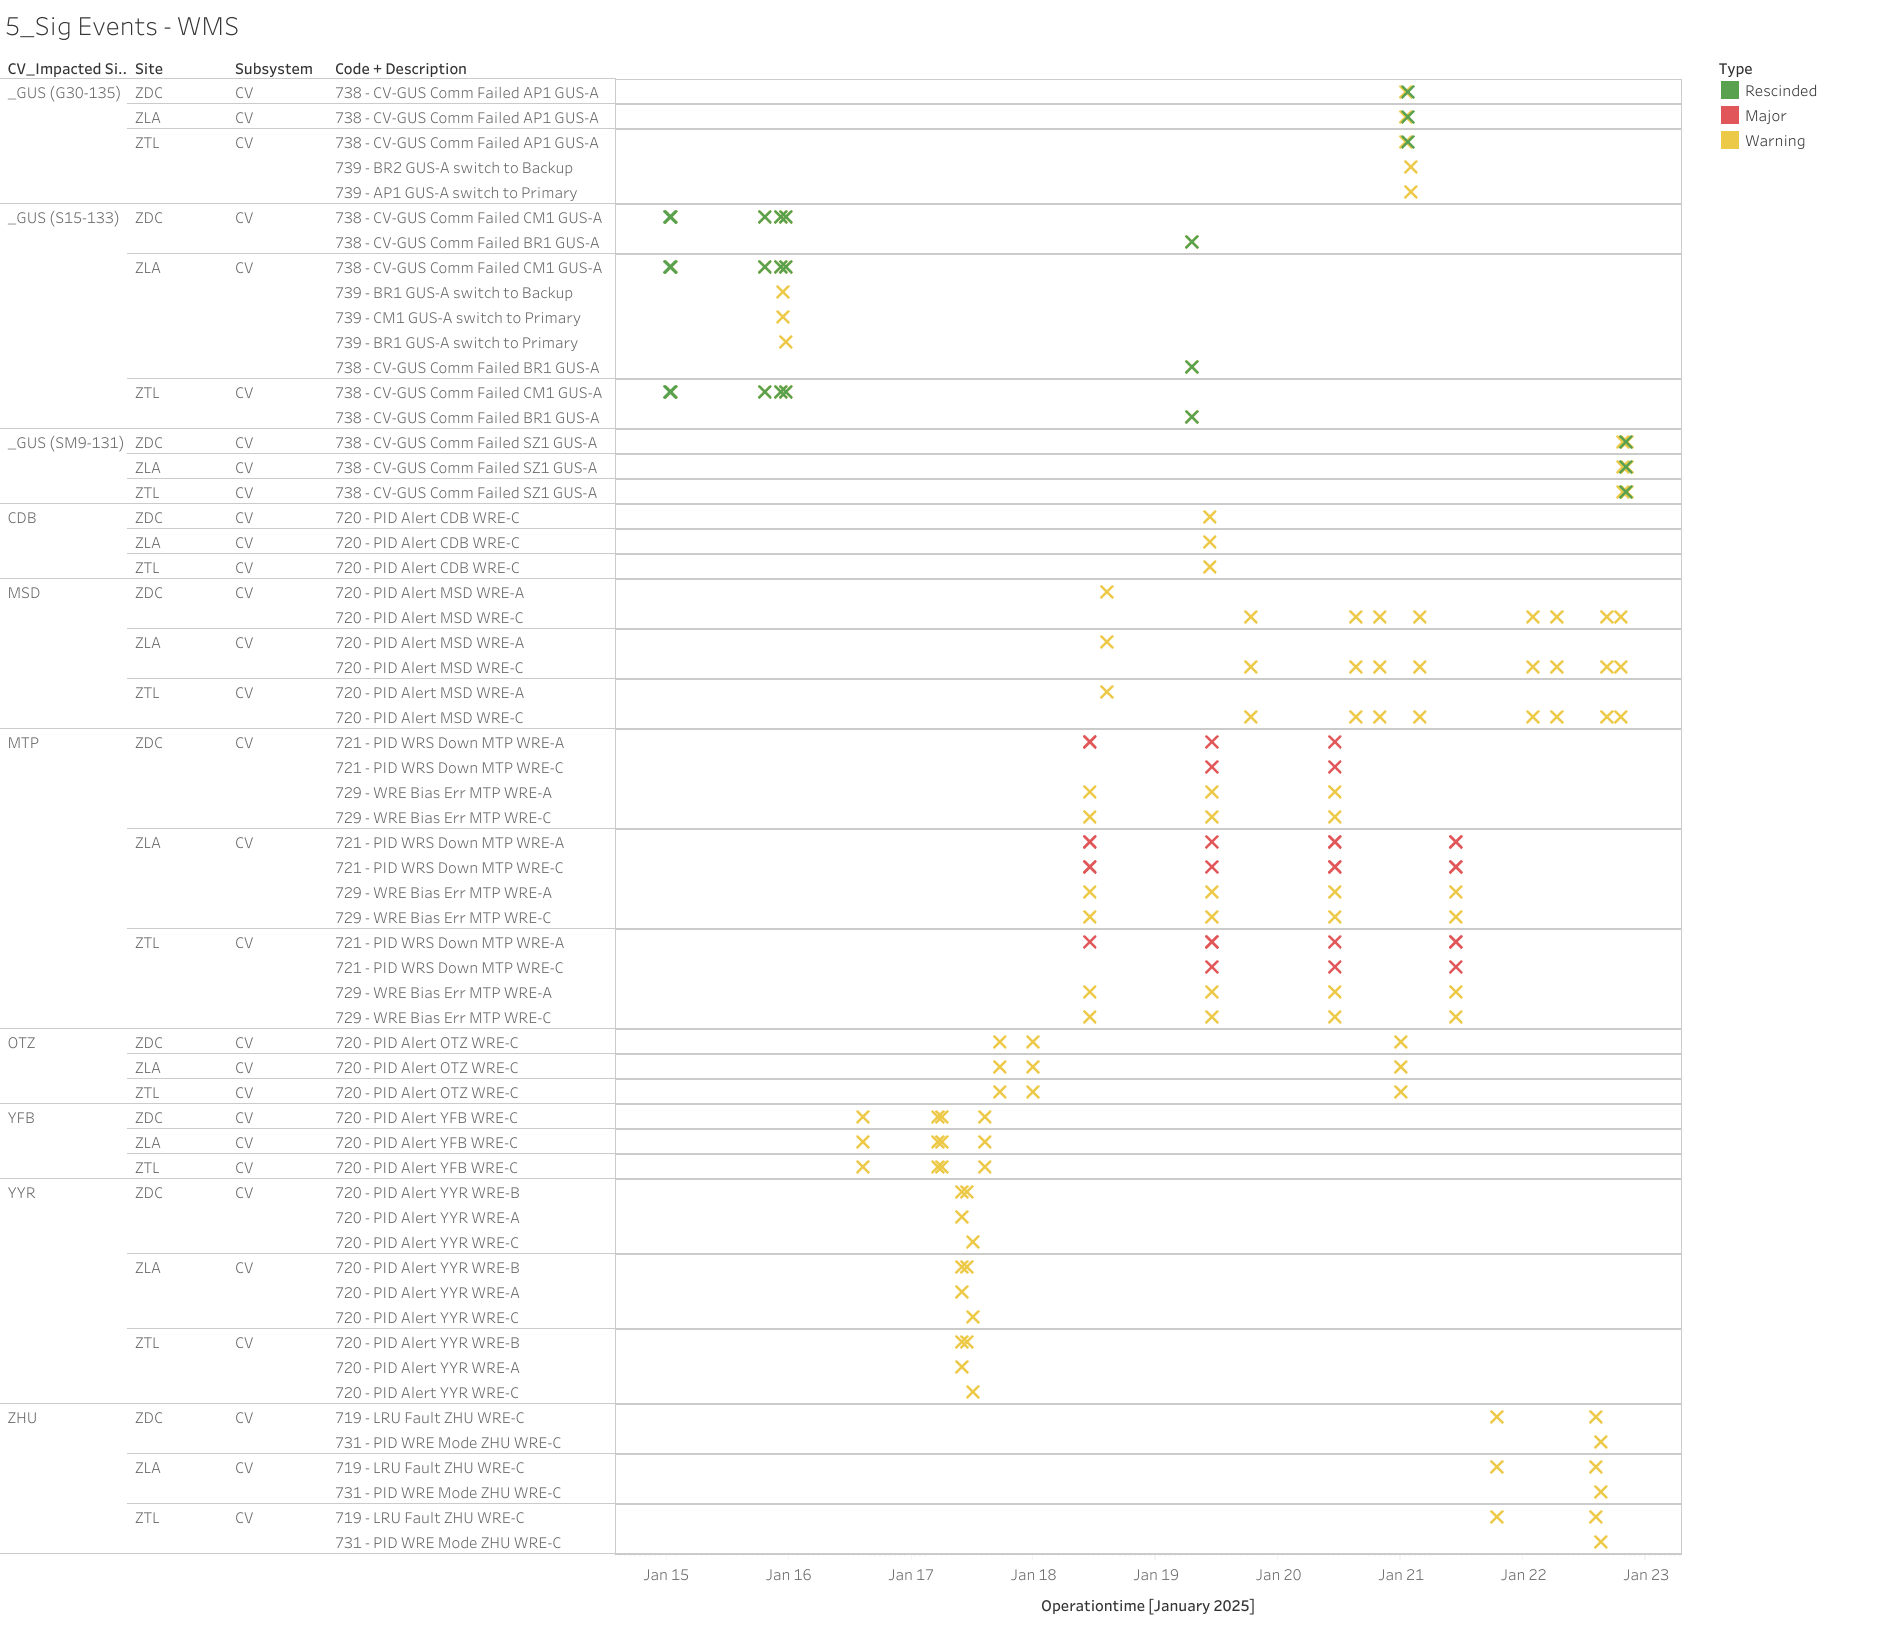 5_Sig Events - WMS
CV_Impacted Si.. Site Subsystem Code + Description
Type
_GUS (G30-135) ZDC CV 738 - CV-GUS Comm Failed AP1 GUS-A
Rescinded
ZLA CV 738 - CV-GUS Comm Failed AP1 GUS-A
Major
ZTL CV 738 - CV-GUS Comm Failed AP1 GUS-A
Warning
739 - BR2 GUS-A switch to Backup
739 - AP1 GUS-A switch to Primary
_GUS (S15-133) ZDC CV 738 - CV-GUS Comm Failed CM1 GUS-A
738 - CV-GUS Comm Failed BR1 GUS-A
ZLA CV 738 - CV-GUS Comm Failed CM1 GUS-A
739 - BR1 GUS-A switch to Backup
739 - CM1 GUS-A switch to Primary
739 - BR1 GUS-A switch to Primary
738 - CV-GUS Comm Failed BR1 GUS-A
ZTL CV 738 - CV-GUS Comm Failed CM1 GUS-A
738 - CV-GUS Comm Failed BR1 GUS-A
_GUS (SM9-131) ZDC CV 738 - CV-GUS Comm Failed SZ1 GUS-A
ZLA CV 738 - CV-GUS Comm Failed SZ1 GUS-A
ZTL CV 738 - CV-GUS Comm Failed SZ1 GUS-A
CDB ZDC CV 720 - PID Alert CDB WRE-C
ZLA CV 720 - PID Alert CDB WRE-C
ZTL CV 720 - PID Alert CDB WRE-C
MSD ZDC CV 720 - PID Alert MSD WRE-A
720 - PID Alert MSD WRE-C
ZLA CV 720 - PID Alert MSD WRE-A
720 - PID Alert MSD WRE-C
ZTL CV 720 - PID Alert MSD WRE-A
720 - PID Alert MSD WRE-C
MTP ZDC CV 721 - PID WRS Down MTP WRE-A
721 - PID WRS Down MTP WRE-C
729 - WRE Bias Err MTP WRE-A
729 - WRE Bias Err MTP WRE-C
ZLA CV 721 - PID WRS Down MTP WRE-A
721 - PID WRS Down MTP WRE-C
729 - WRE Bias Err MTP WRE-A
729 - WRE Bias Err MTP WRE-C
ZTL CV 721 - PID WRS Down MTP WRE-A
721 - PID WRS Down MTP WRE-C
729 - WRE Bias Err MTP WRE-A
729 - WRE Bias Err MTP WRE-C
OTZ ZDC CV 720 - PID Alert OTZ WRE-C
ZLA CV 720 - PID Alert OTZ WRE-C
ZTL CV 720 - PID Alert OTZ WRE-C
YFB ZDC CV 720 - PID Alert YFB WRE-C
ZLA CV 720 - PID Alert YFB WRE-C
ZTL CV 720 - PID Alert YFB WRE-C
YYR ZDC CV 720 - PID Alert YYR WRE-B
720 - PID Alert YYR WRE-A
720 - PID Alert YYR WRE-C
ZLA CV 720 - PID Alert YYR WRE-B
720 - PID Alert YYR WRE-A
720 - PID Alert YYR WRE-C
ZTL CV 720 - PID Alert YYR WRE-B
720 - PID Alert YYR WRE-A
720 - PID Alert YYR WRE-C
ZHU ZDC CV 719 - LRU Fault ZHU WRE-C
731 - PID WRE Mode ZHU WRE-C
ZLA CV 719 - LRU Fault ZHU WRE-C
731 - PID WRE Mode ZHU WRE-C
ZTL CV 719 - LRU Fault ZHU WRE-C
731 - PID WRE Mode ZHU WRE-C
Jan 15 Jan 16 Jan 17 Jan 18 Jan 19 Jan 20 Jan 21 Jan 22 Jan 23
Operationtime [January 2025]